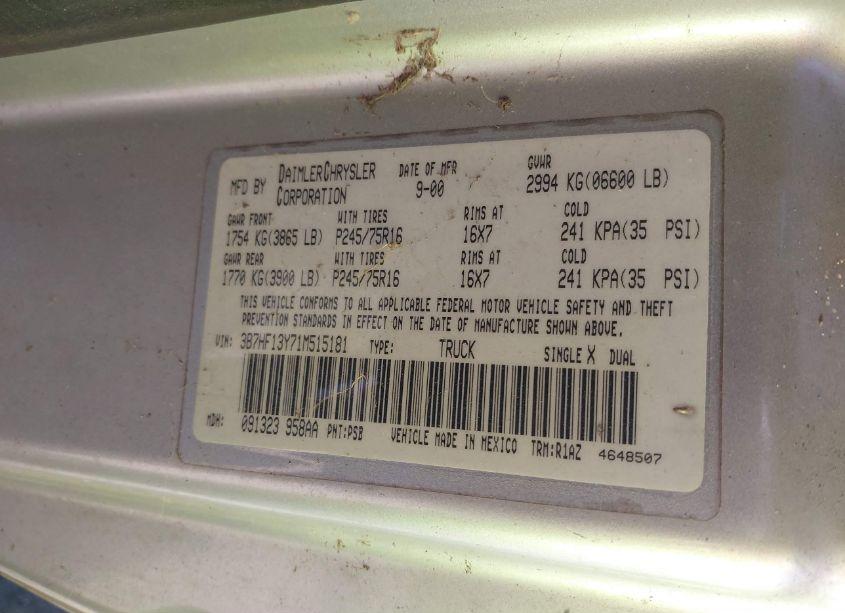 MFD BY DAIMLERCHRYSLER CORPORATION DATE OF MFR 9-00 GVWR 2994 KG(06600 LB)
GAWR FRONT WITH TIRES RIMS AT COLD
1754 KG(3865 LB) P245/75R16 16X7 241 KPA(35 PSI)
GAWR REAR WITH TIRES RIMS AT COLD
1770 KG(3900 LB) P245/75R16 16X7 241 KPA(35 PSI)
THIS VEHICLE CONFORMS TO ALL APPLICABLE FEDERAL MOTOR VEHICLE SAFETY AND THEFT
PREVENTION STANDARDS IN EFFECT ON THE DATE OF MANUFACTURE SHOWN ABOVE.
VIN: 3B7HF13Y71M515181 TYPE: TRUCK SINGLE X DUAL
MDH: 091323 958AA PNT:PSB VEHICLE MADE IN MEXICO TRM:R1AZ 4648507